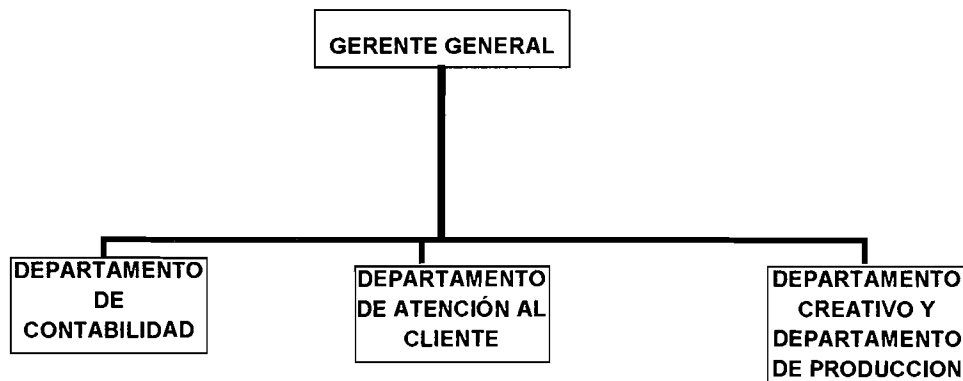 GERENTE GENERAL
DEPARTAMENTO
DE
CONTABILIDAD
DEPARTAMENTO
DE ATENCIÓN AL
CLIENTE
DEPARTAMENTO
CREATIVO Y
DEPARTAMENTO
DE PRODUCCION